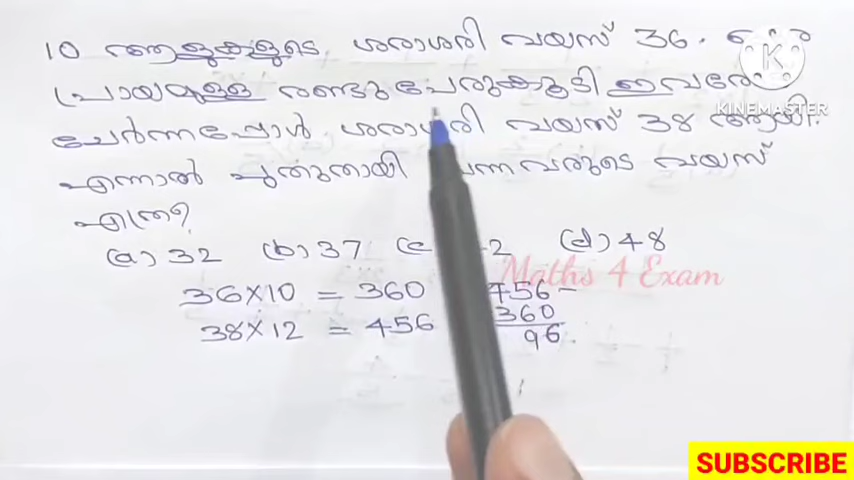 10 ആളുകളുടെ ശരാശരി വയസ് 36.
പ്രായമുള്ള രണ്ടുപേരുകൂടി ഇവരോ
ചേർന്നപ്പോൾ ശരാശരി വയസ് 38 ആയി.
എന്നാൽ പുതുതായി വന്നവരുടെ വയസ്
എത്ര?
(a) 32 (b) 37 (c 2 (d) 48
36×10 = 360 456 –
38×12 = 456 360
96
K
KINEMASTER
Maths 4 Exam
SUBSCRIBE